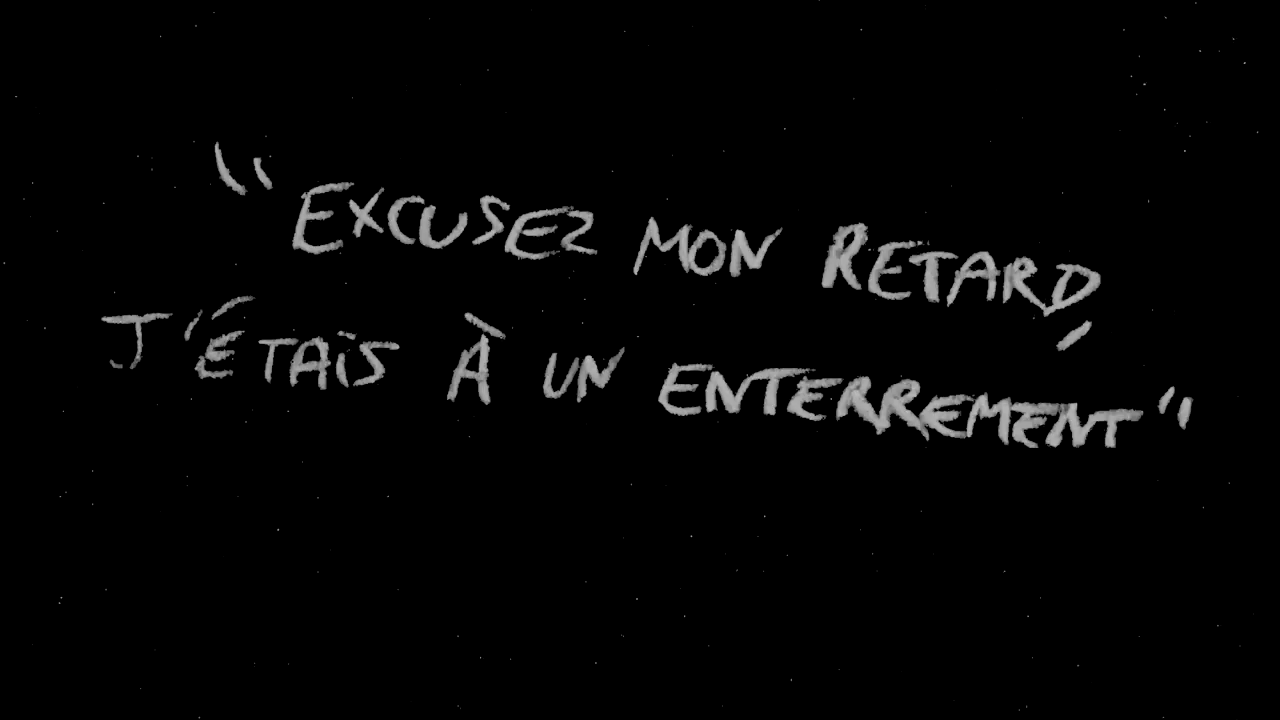 "EXCUSEZ MON RETARD,
J'ÉTAIS À UN ENTERREMENT"